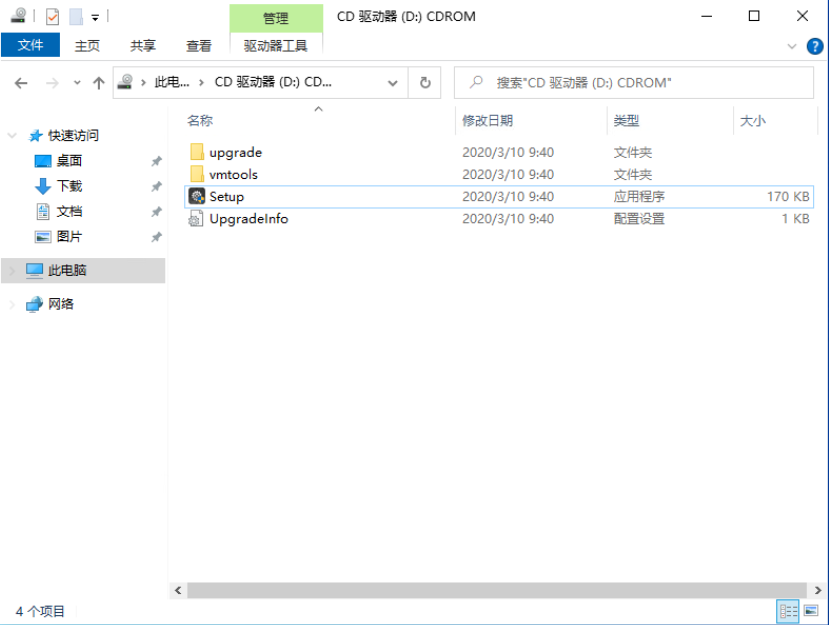 管理
CD 驱动器 (D:) CDROM
文件 主页 共享 查看 驱动器工具
此电... › CD 驱动器 (D:) CD...
搜索"CD 驱动器 (D:) CDROM"
名称 修改日期 类型 大小
快速访问
桌面
下载
文档
图片
此电脑
网络
upgrade 2020/3/10 9:40 文件夹
vmtools 2020/3/10 9:40 文件夹
Setup 2020/3/10 9:40 应用程序 170 KB
UpgradeInfo 2020/3/10 9:40 配置设置 1 KB
4 个项目